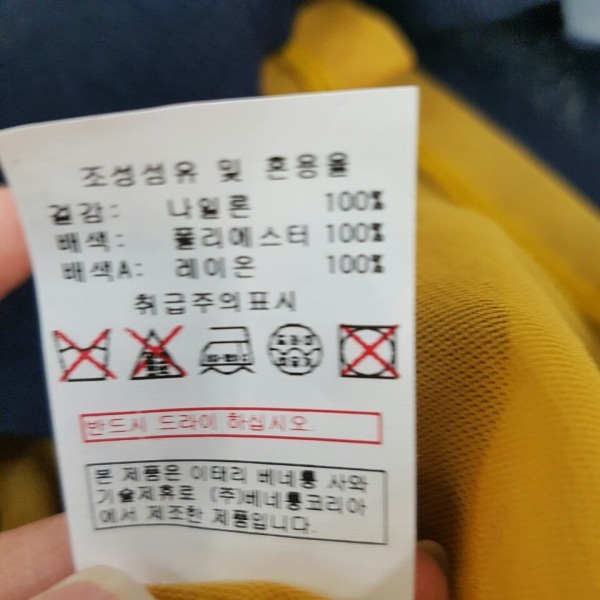 조성섬유 및 혼용율
겉감: 나일론 100%
배색: 폴리에스터 100%
배색A: 레이온 100%
취급주의표시
드라이
반드시 드라이 하십시오
본 제품은 이태리 베네통 사와
기술제휴로 (주)베네통코리아
에서 제조한 제품입니다.